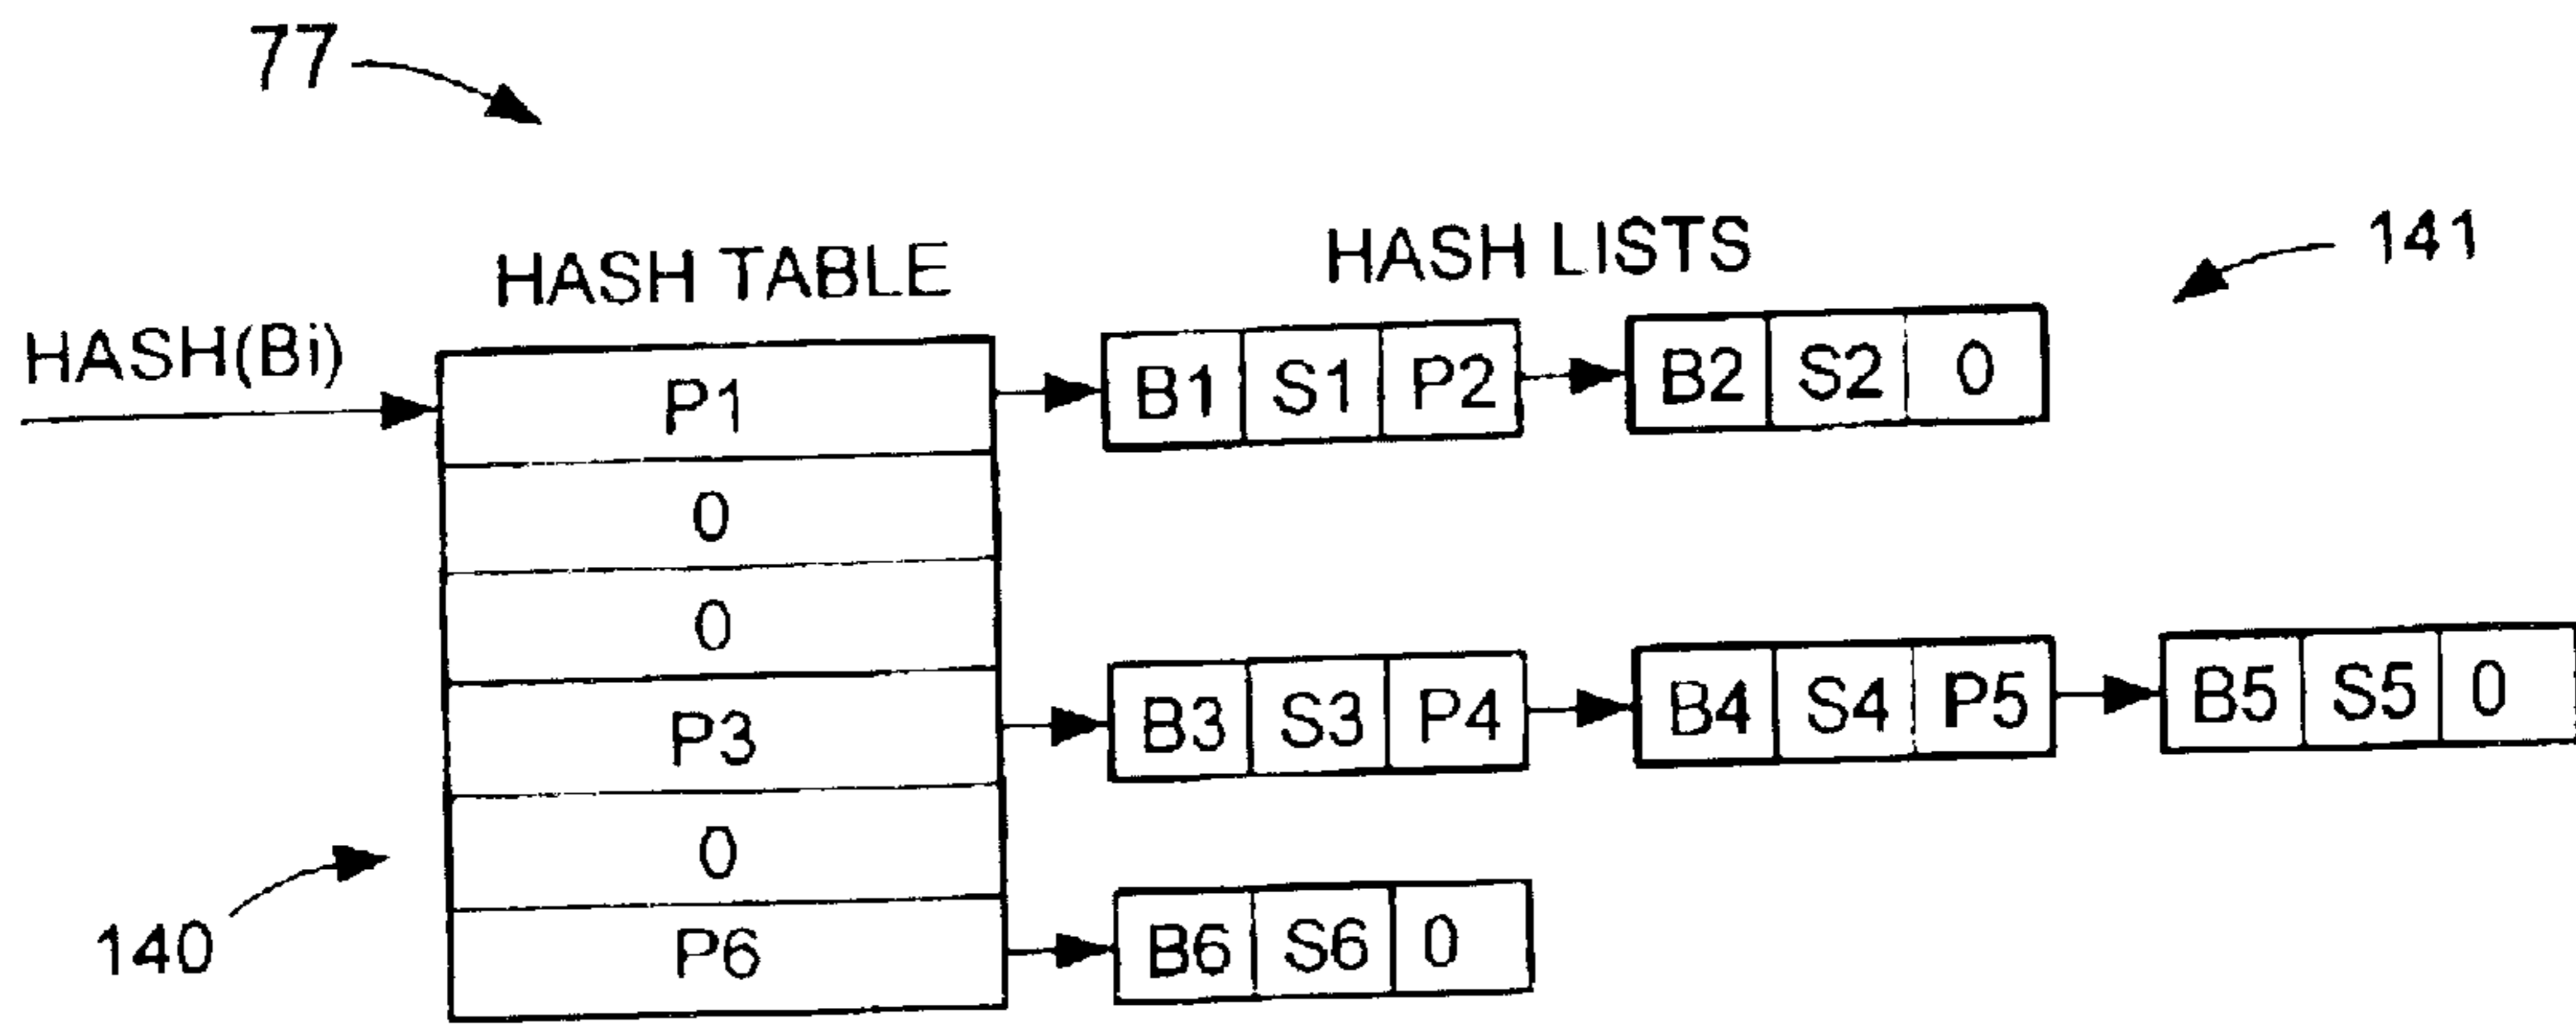 77
HASH TABLE
HASH LISTS
141
HASH(Bi)
P1
B1 S1 P2
B2 S2 0
0
0
P3
B3 S3 P4
B4 S4 P5
B5 S5 0
0
140
P6
B6 S6 0